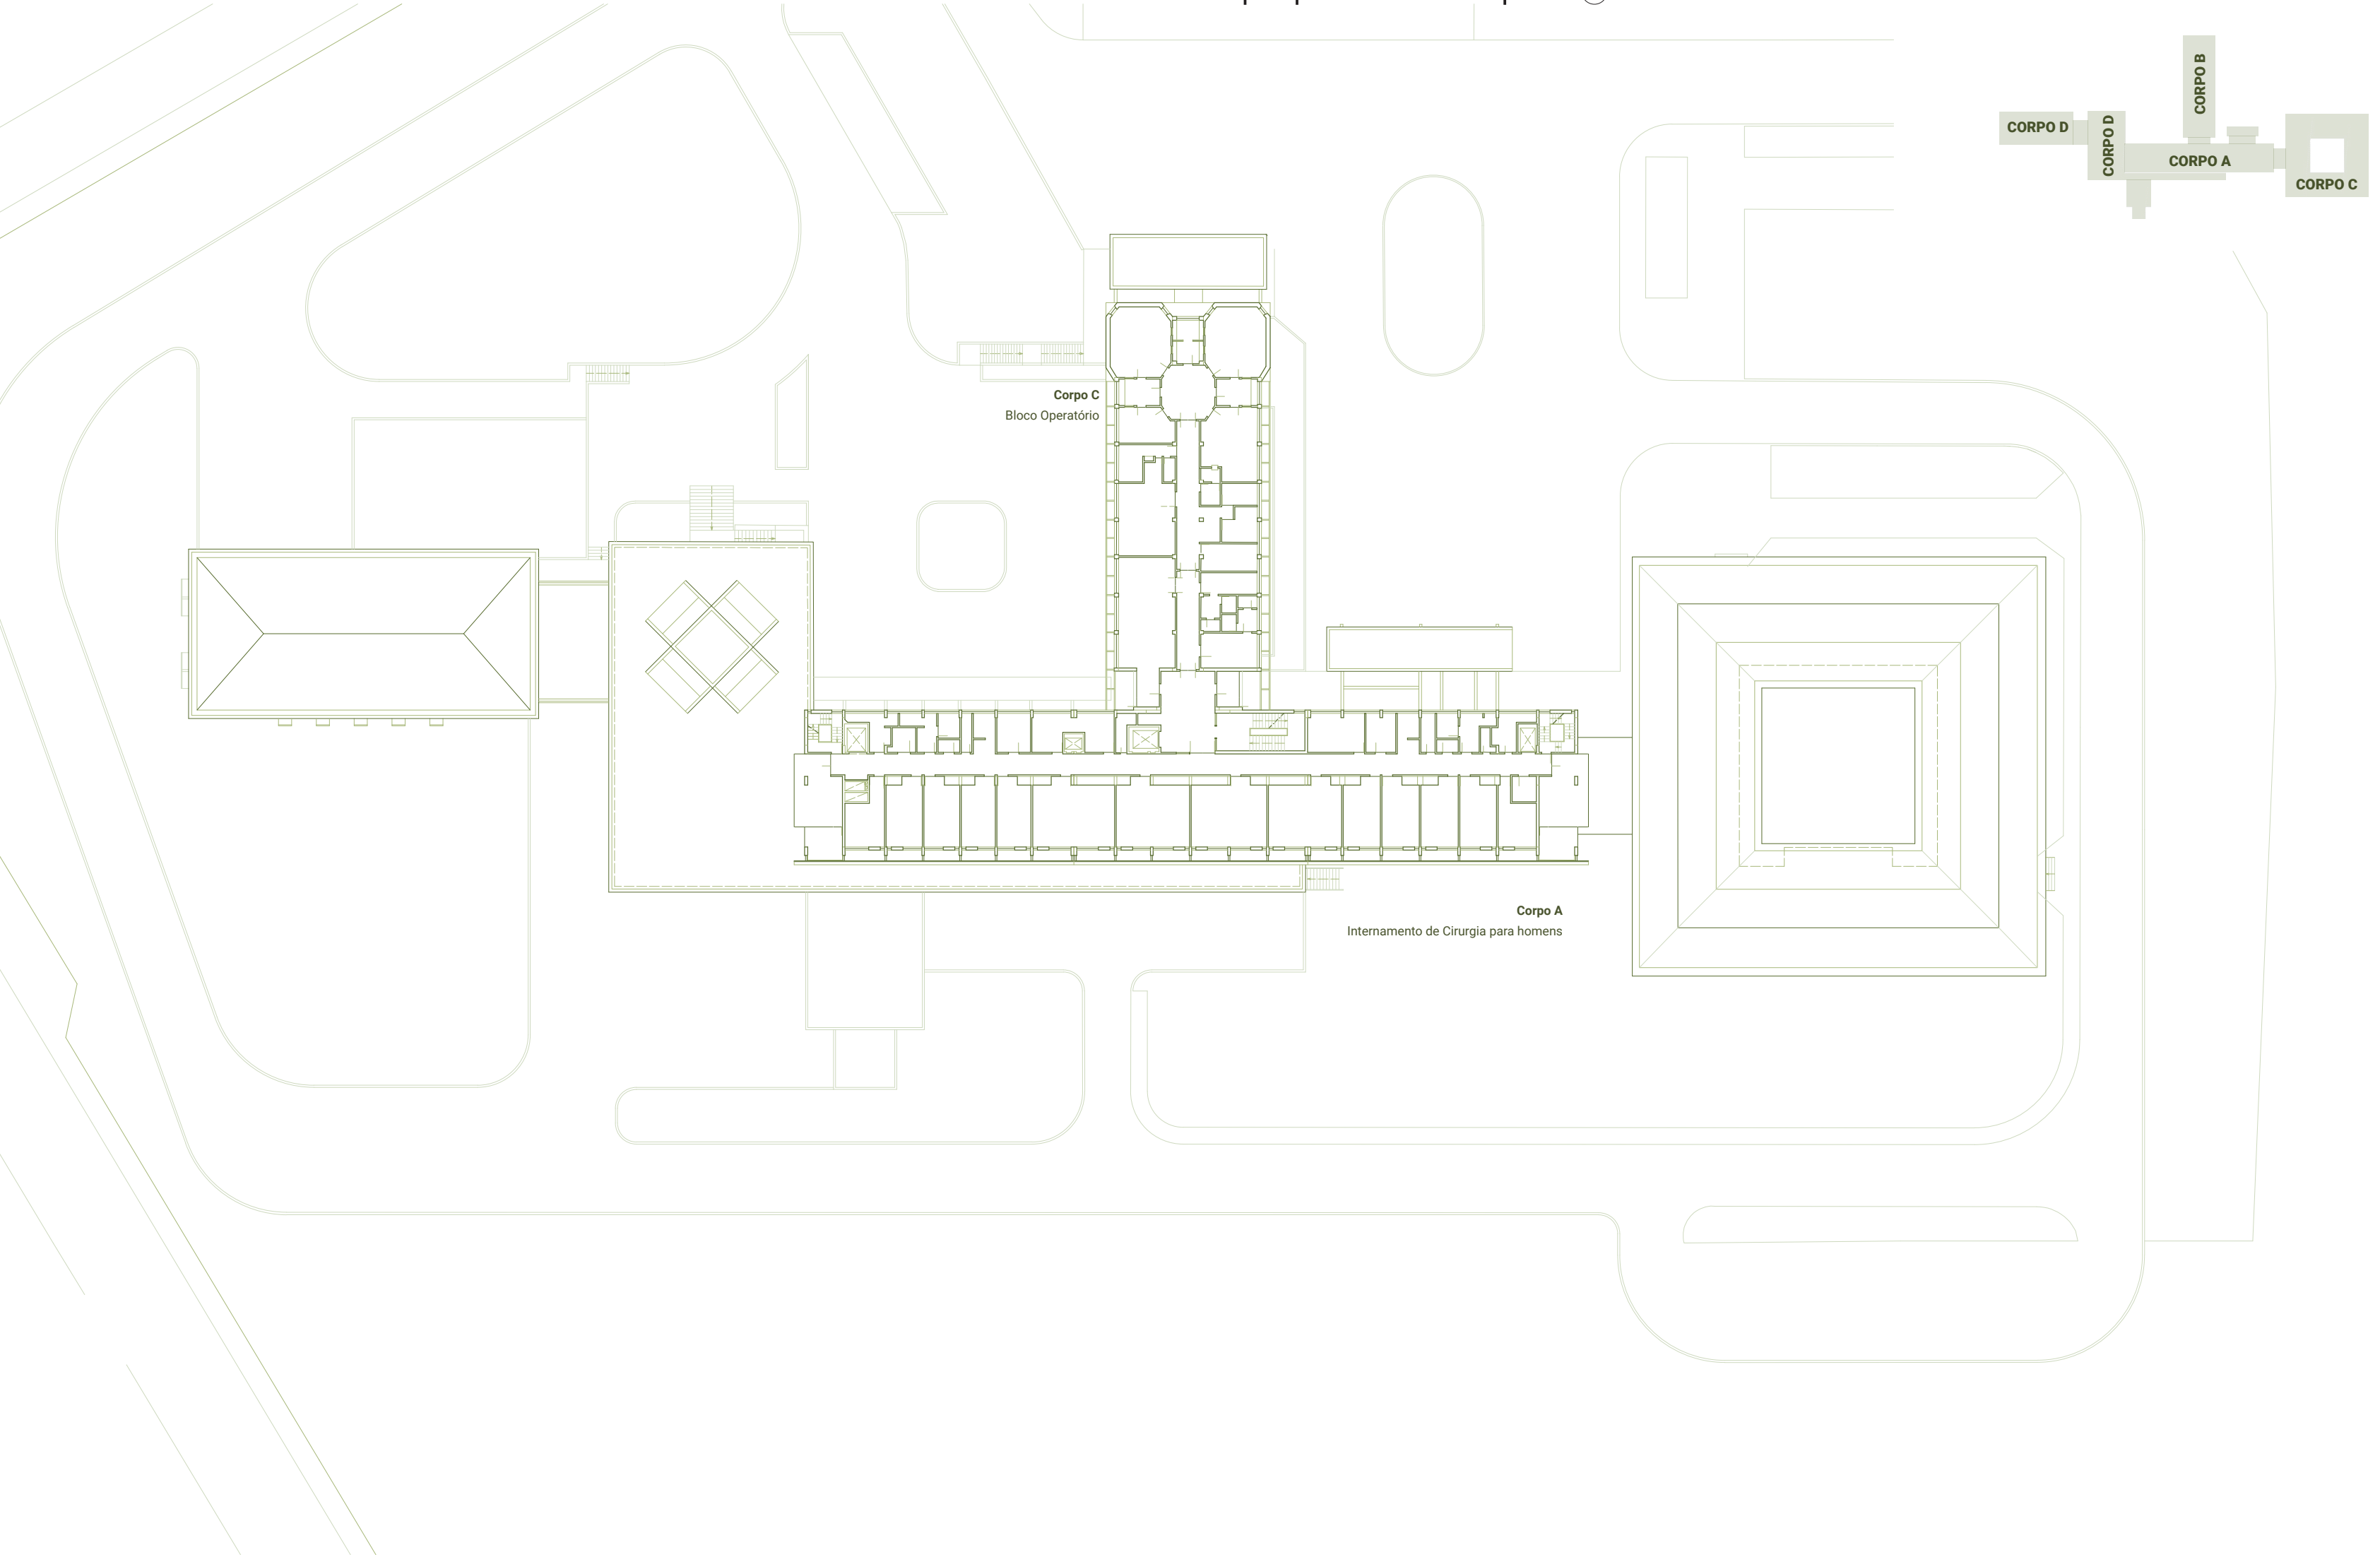 CORPO B
CORPO D
CORPO D
CORPO A
CORPO C
Corpo C
Bloco Operatório
Corpo A
Internamento de Cirurgia para homens